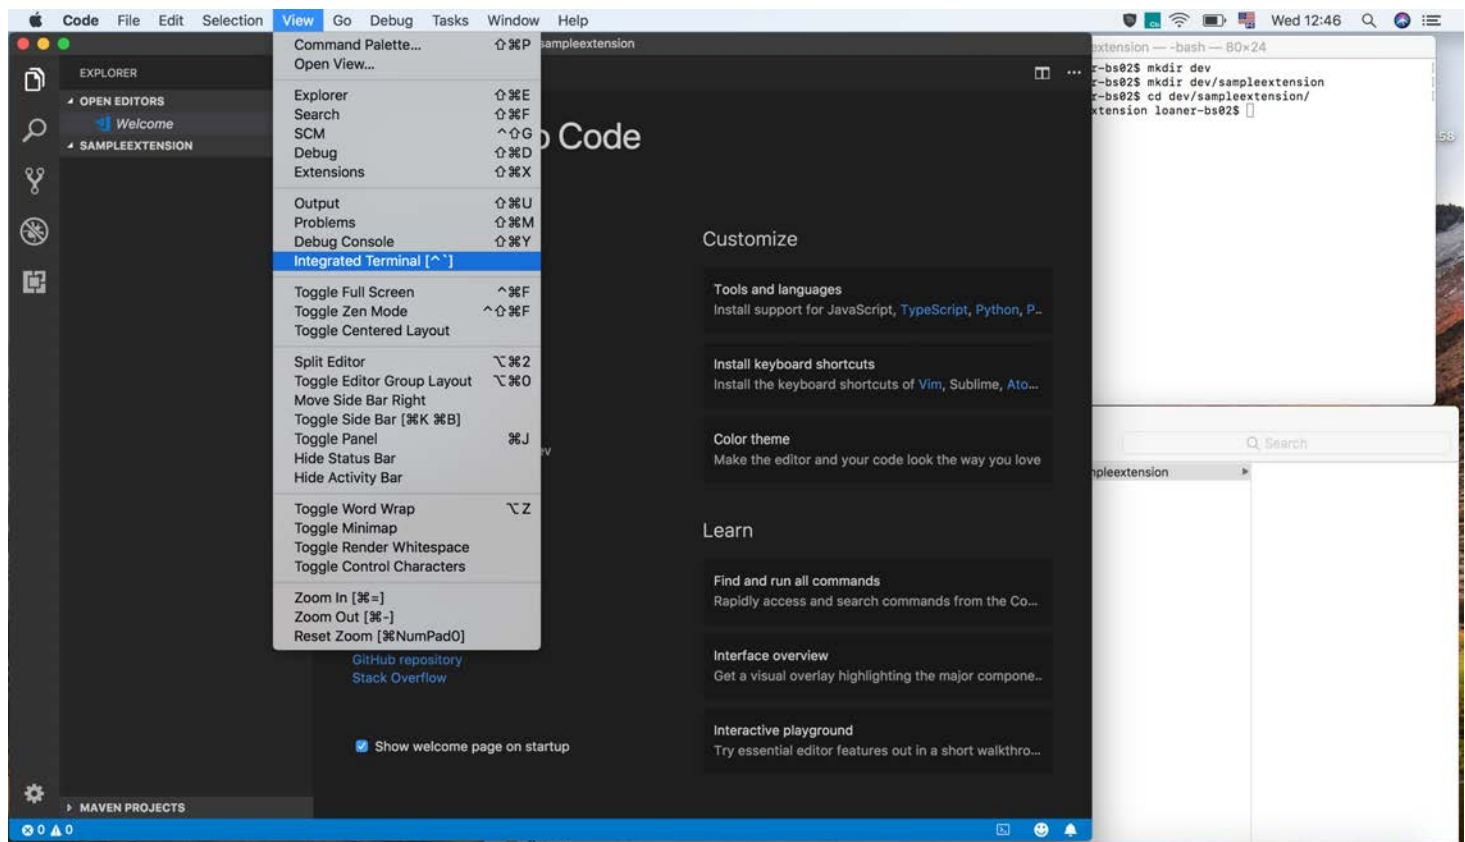 Code File Edit Selection View Go Debug Tasks Window Help Wed 12:46
sampleextension
extension — -bash — 80×24
EXPLORER
OPEN EDITORS
Welcome
SAMPLEEXTENSION
MAVEN PROJECTS
Command Palette... ⇧⌘P
Open View...
Explorer ⇧⌘E
Search ⇧⌘F
SCM ^⇧G
Debug ⇧⌘D
Extensions ⇧⌘X
Output ⇧⌘U
Problems ⇧⌘M
Debug Console ⇧⌘Y
Integrated Terminal [^`]
Toggle Full Screen ^⌘F
Toggle Zen Mode ^⇧⌘F
Toggle Centered Layout
Split Editor ⌥⌘2
Toggle Editor Group Layout ⌥⌘0
Move Side Bar Right
Toggle Side Bar [⌘K ⌘B]
Toggle Panel ⌘J
Hide Status Bar
Hide Activity Bar
Toggle Word Wrap ⌥Z
Toggle Minimap
Toggle Render Whitespace
Toggle Control Characters
Zoom In [⌘=]
Zoom Out [⌘-]
Reset Zoom [⌘NumPad0]
Code
GitHub repository
Stack Overflow
Show welcome page on startup
Customize
Tools and languages
Install support for JavaScript, TypeScript, Python, P...
Install keyboard shortcuts
Install the keyboard shortcuts of Vim, Sublime, Ato...
Color theme
Make the editor and your code look the way you love
Learn
Find and run all commands
Rapidly access and search commands from the Co...
Interface overview
Get a visual overlay highlighting the major compone...
Interactive playground
Try essential editor features out in a short walkthro...
r-bs02$ mkdir dev
r-bs02$ mkdir dev/sampleextension
r-bs02$ cd dev/sampleextension/
xtension loaner-bs02$
58
Search
mpleextension
0 0